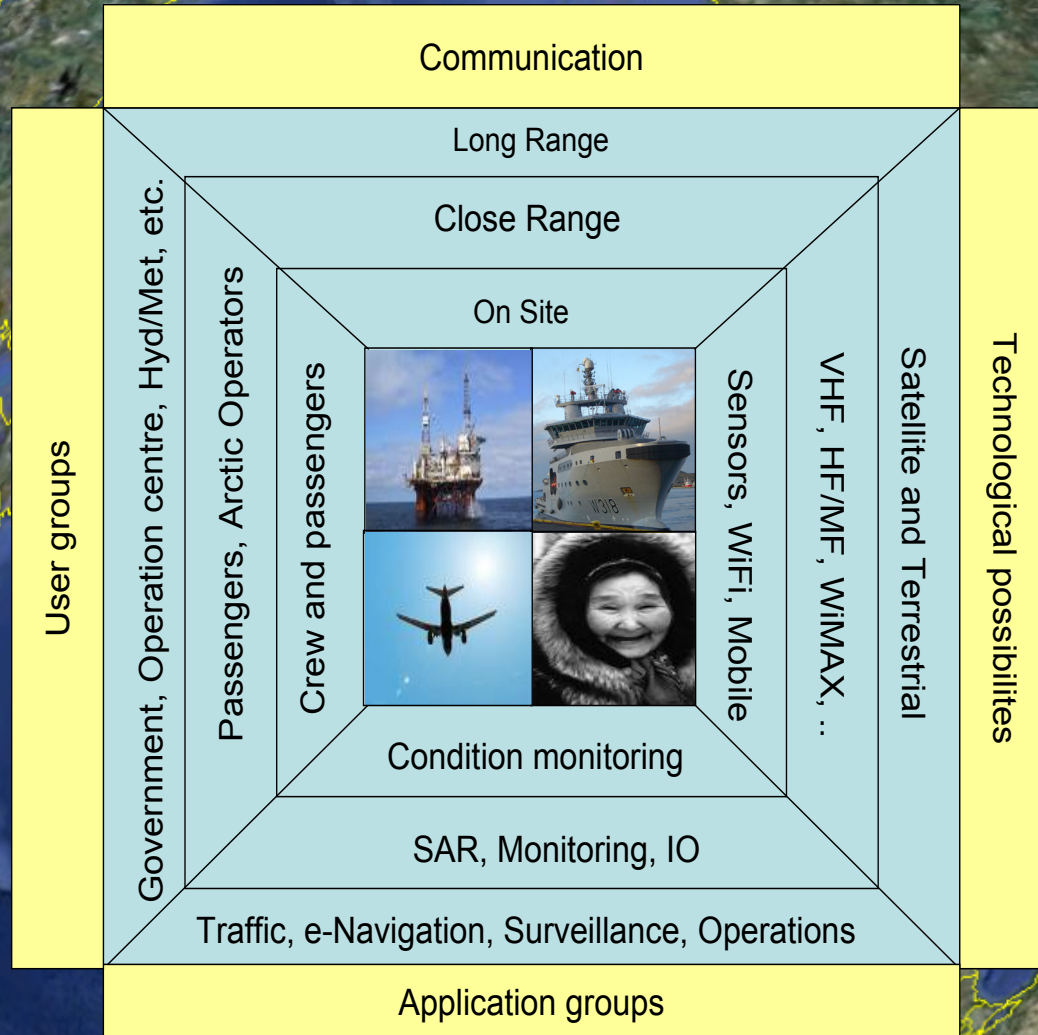 Communication
Long Range
Close Range
On Site
User groups
Government, Operation centre, Hyd/Met, etc.
Passengers, Arctic Operators
Crew and passengers
W318
Sensors, WiFi, Mobile
VHF, HF/MF, WiMAX, ..
Satellite and Terrestrial
Technological possibilites
Condition monitoring
SAR, Monitoring, IO
Traffic, e-Navigation, Surveillance, Operations
Application groups